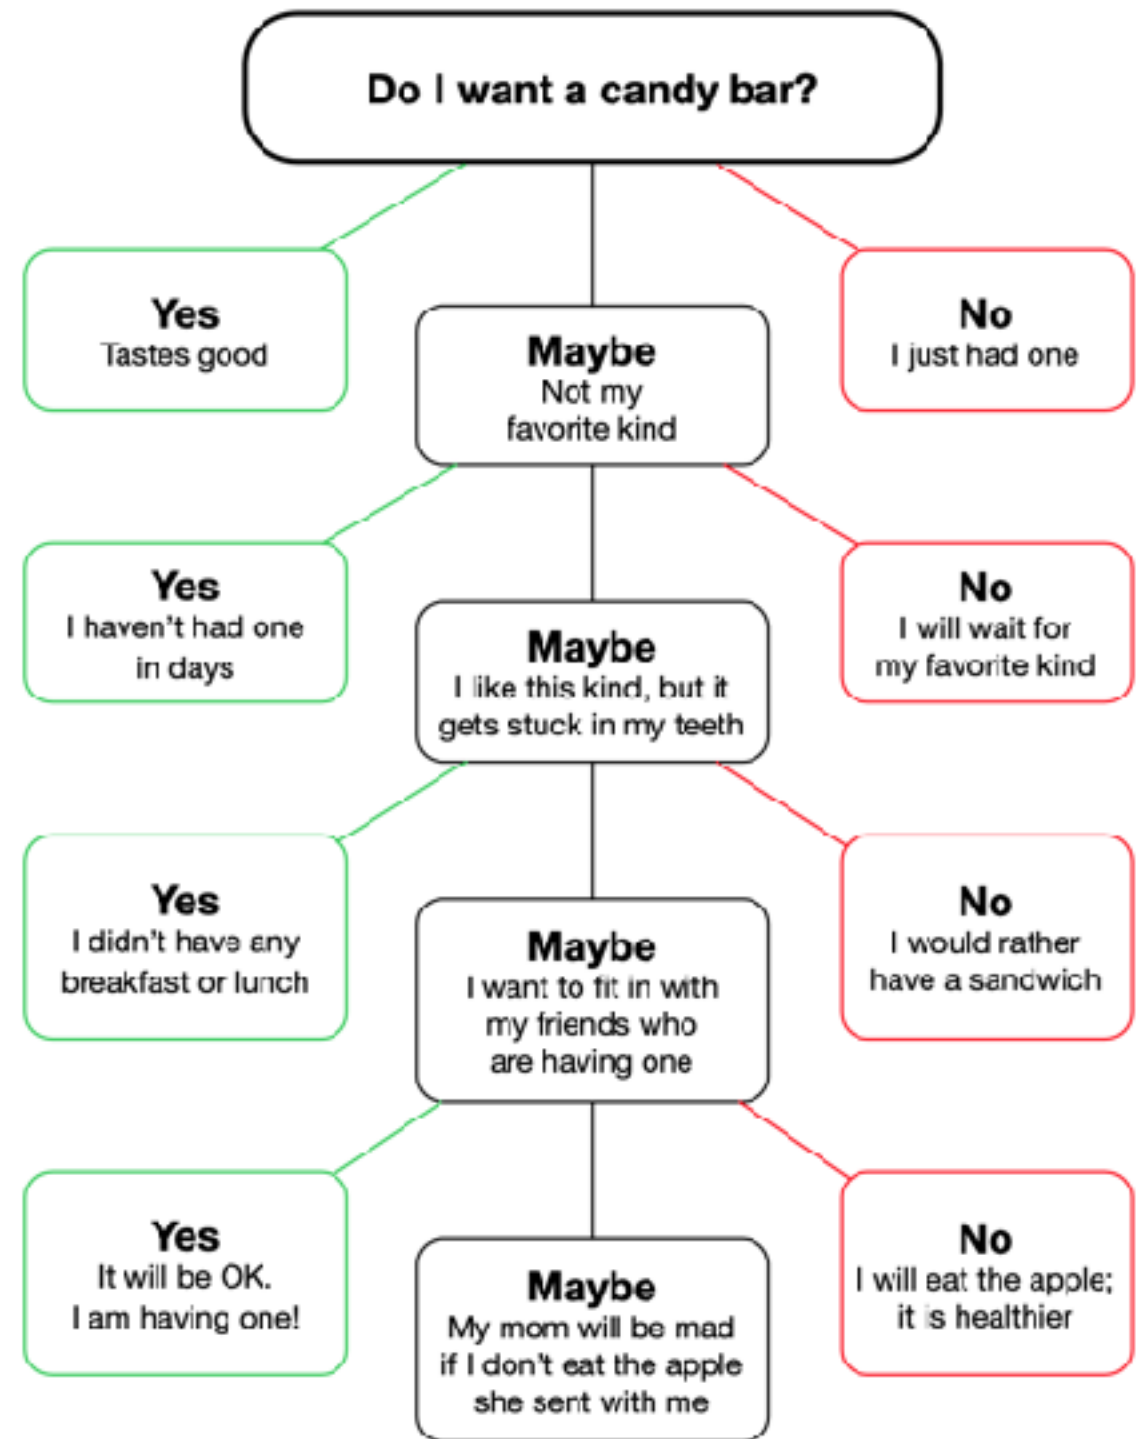 Do I want a candy bar?
Yes
Tastes good
Maybe
Not my
favorite kind
No
I just had one
Yes
I haven't had one
in days
Maybe
I like this kind, but it
gets stuck in my teeth
No
I will wait for
my favorite kind
Yes
I didn't have any
breakfast or lunch
Maybe
I want to fit in with
my friends who
are having one
No
I would rather
have a sandwich
Yes
It will be OK.
I am having one!
Maybe
My mom will be mad
if I don't eat the apple
she sent with me
No
I will eat the apple;
it is healthier